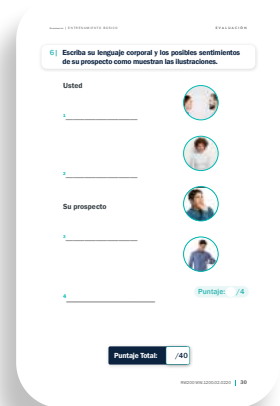 ENTRENAMIENTO BÁSICO
EVALUACIÓN
6| Escriba su lenguaje corporal y los posibles sentimientos
de su prospecto como muestran las ilustraciones.
Usted
1
2
Su prospecto
3
4
Puntaje: /4
Puntaje Total: /40
| 30